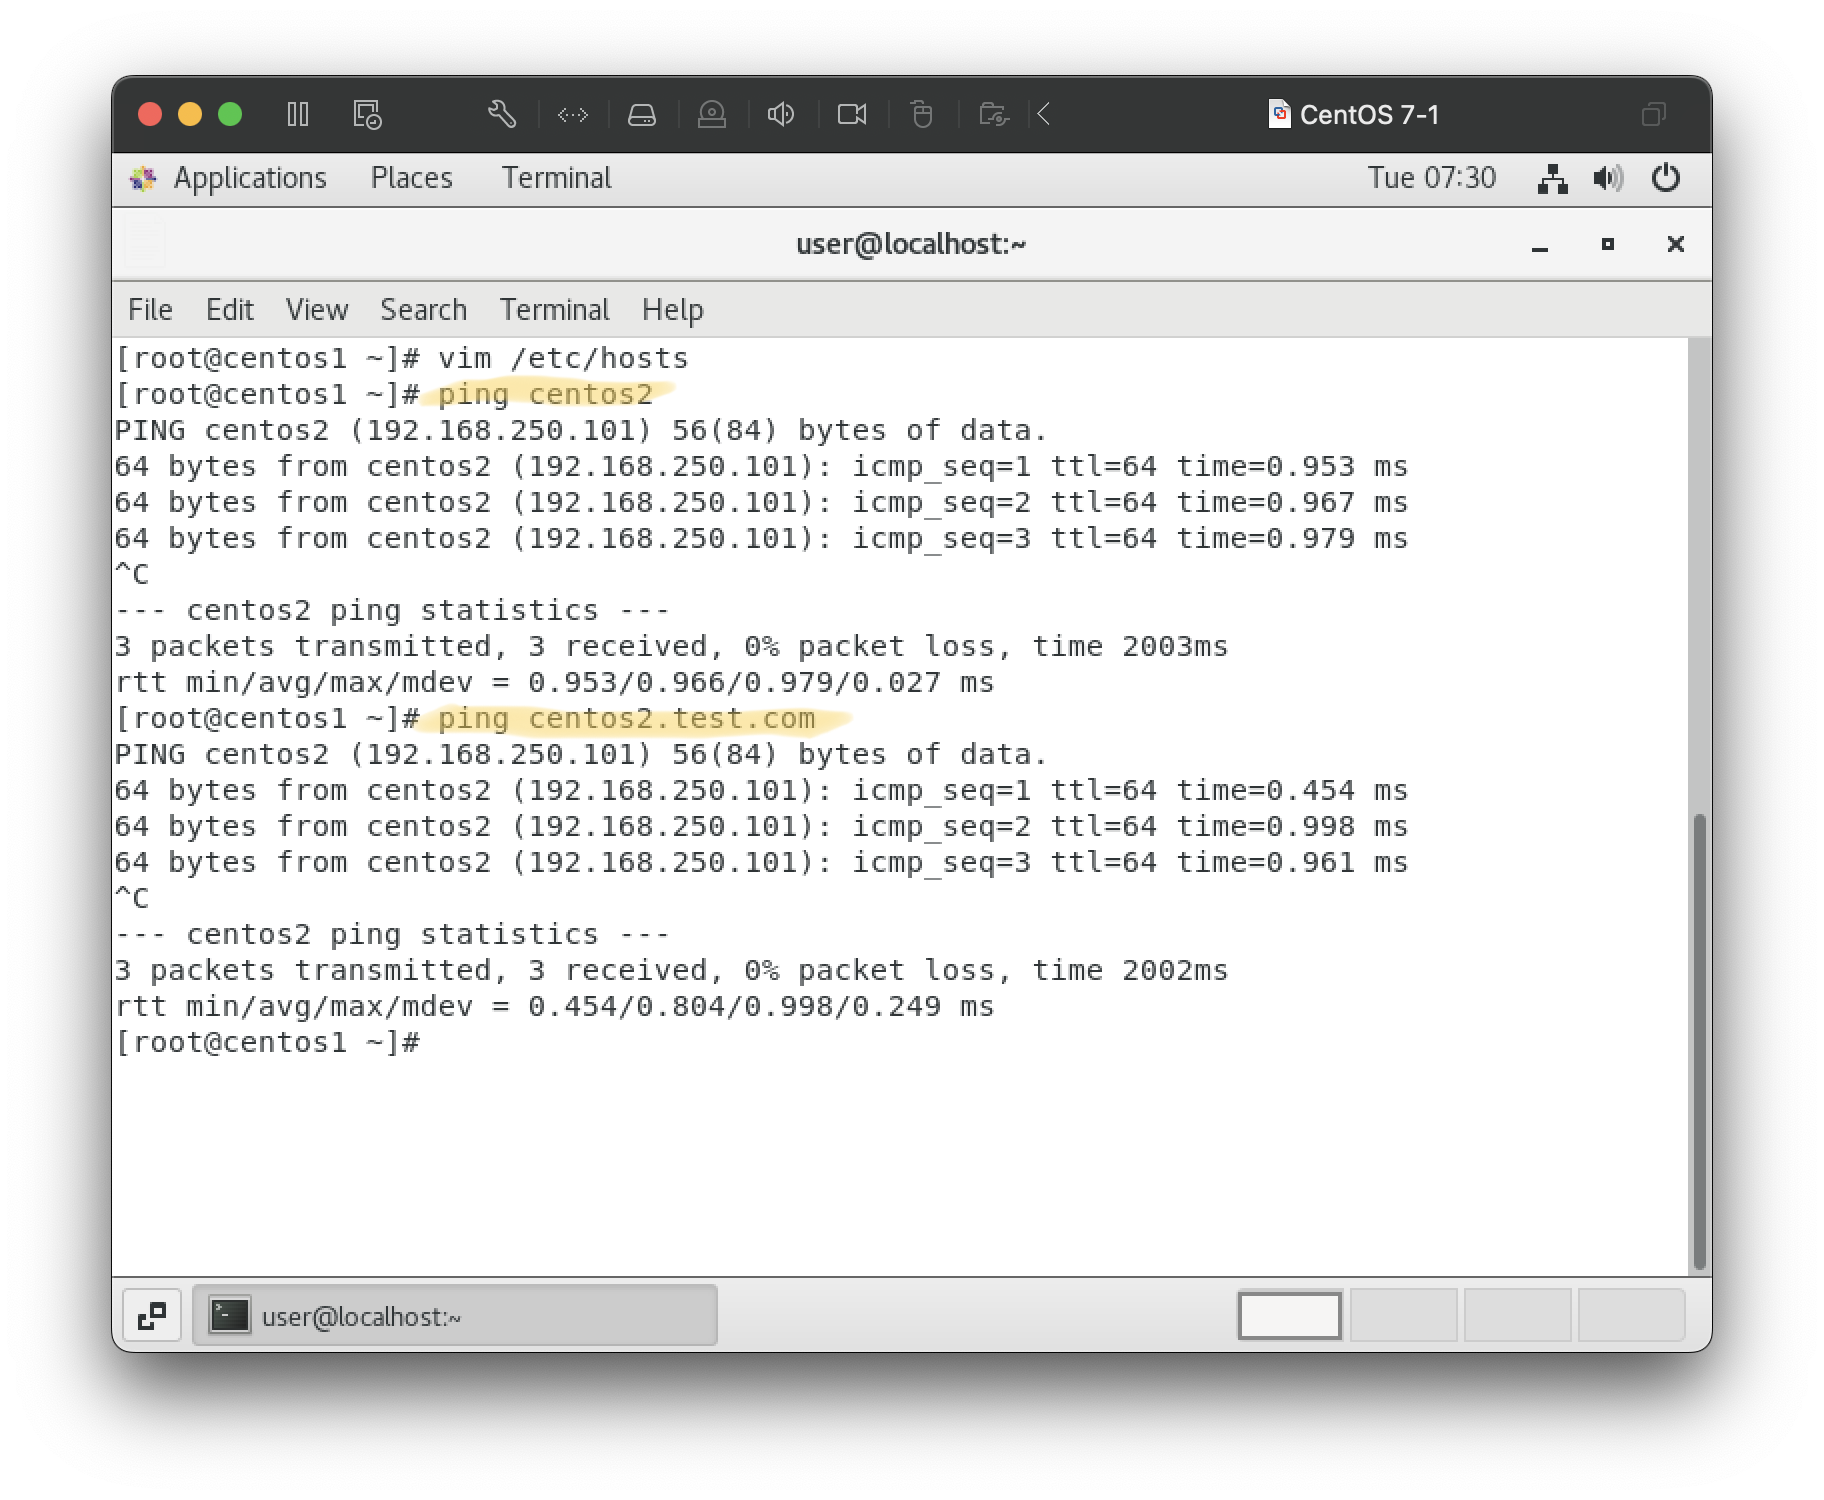 CentOS 7-1
Applications Places Terminal Tue 07:30
user@localhost:~
File Edit View Search Terminal Help
[root@centos1 ~]# vim /etc/hosts
[root@centos1 ~]# ping centos2
PING centos2 (192.168.250.101) 56(84) bytes of data.
64 bytes from centos2 (192.168.250.101): icmp_seq=1 ttl=64 time=0.953 ms
64 bytes from centos2 (192.168.250.101): icmp_seq=2 ttl=64 time=0.967 ms
64 bytes from centos2 (192.168.250.101): icmp_seq=3 ttl=64 time=0.979 ms
^C
--- centos2 ping statistics ---
3 packets transmitted, 3 received, 0% packet loss, time 2003ms
rtt min/avg/max/mdev = 0.953/0.966/0.979/0.027 ms
[root@centos1 ~]# ping centos2.test.com
PING centos2 (192.168.250.101) 56(84) bytes of data.
64 bytes from centos2 (192.168.250.101): icmp_seq=1 ttl=64 time=0.454 ms
64 bytes from centos2 (192.168.250.101): icmp_seq=2 ttl=64 time=0.998 ms
64 bytes from centos2 (192.168.250.101): icmp_seq=3 ttl=64 time=0.961 ms
^C
--- centos2 ping statistics ---
3 packets transmitted, 3 received, 0% packet loss, time 2002ms
rtt min/avg/max/mdev = 0.454/0.804/0.998/0.249 ms
[root@centos1 ~]#
user@localhost:~